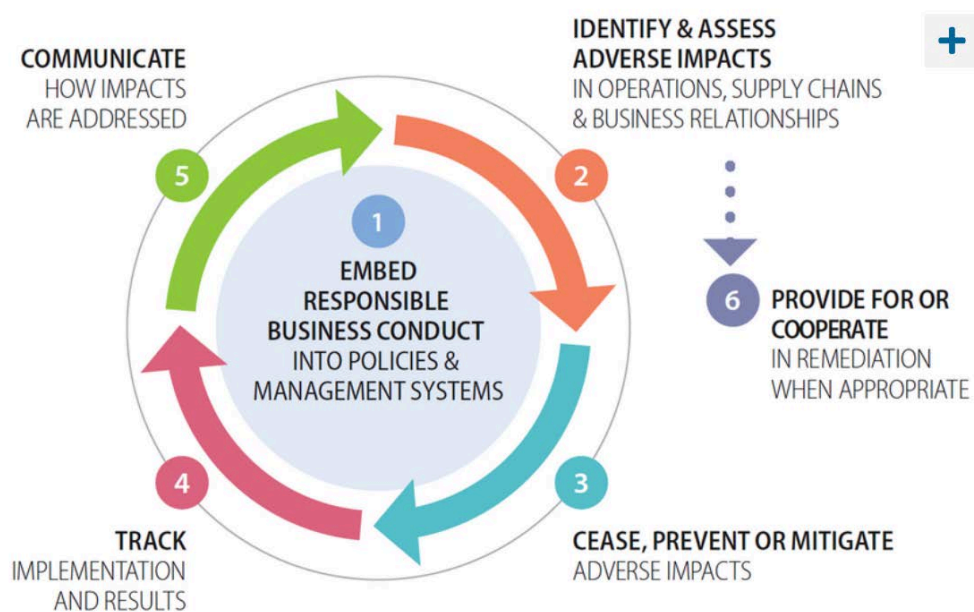 COMMUNICATE
HOW IMPACTS
ARE ADDRESSED
5
IDENTIFY & ASSESS
ADVERSE IMPACTS
IN OPERATIONS, SUPPLY CHAINS
& BUSINESS RELATIONSHIPS
2
1
EMBED
RESPONSIBLE
BUSINESS CONDUCT
INTO POLICIES &
MANAGEMENT SYSTEMS
6
PROVIDE FOR OR
COOPERATE
IN REMEDIATION
WHEN APPROPRIATE
4
TRACK
IMPLEMENTATION
AND RESULTS
3
CEASE, PREVENT OR MITIGATE
ADVERSE IMPACTS